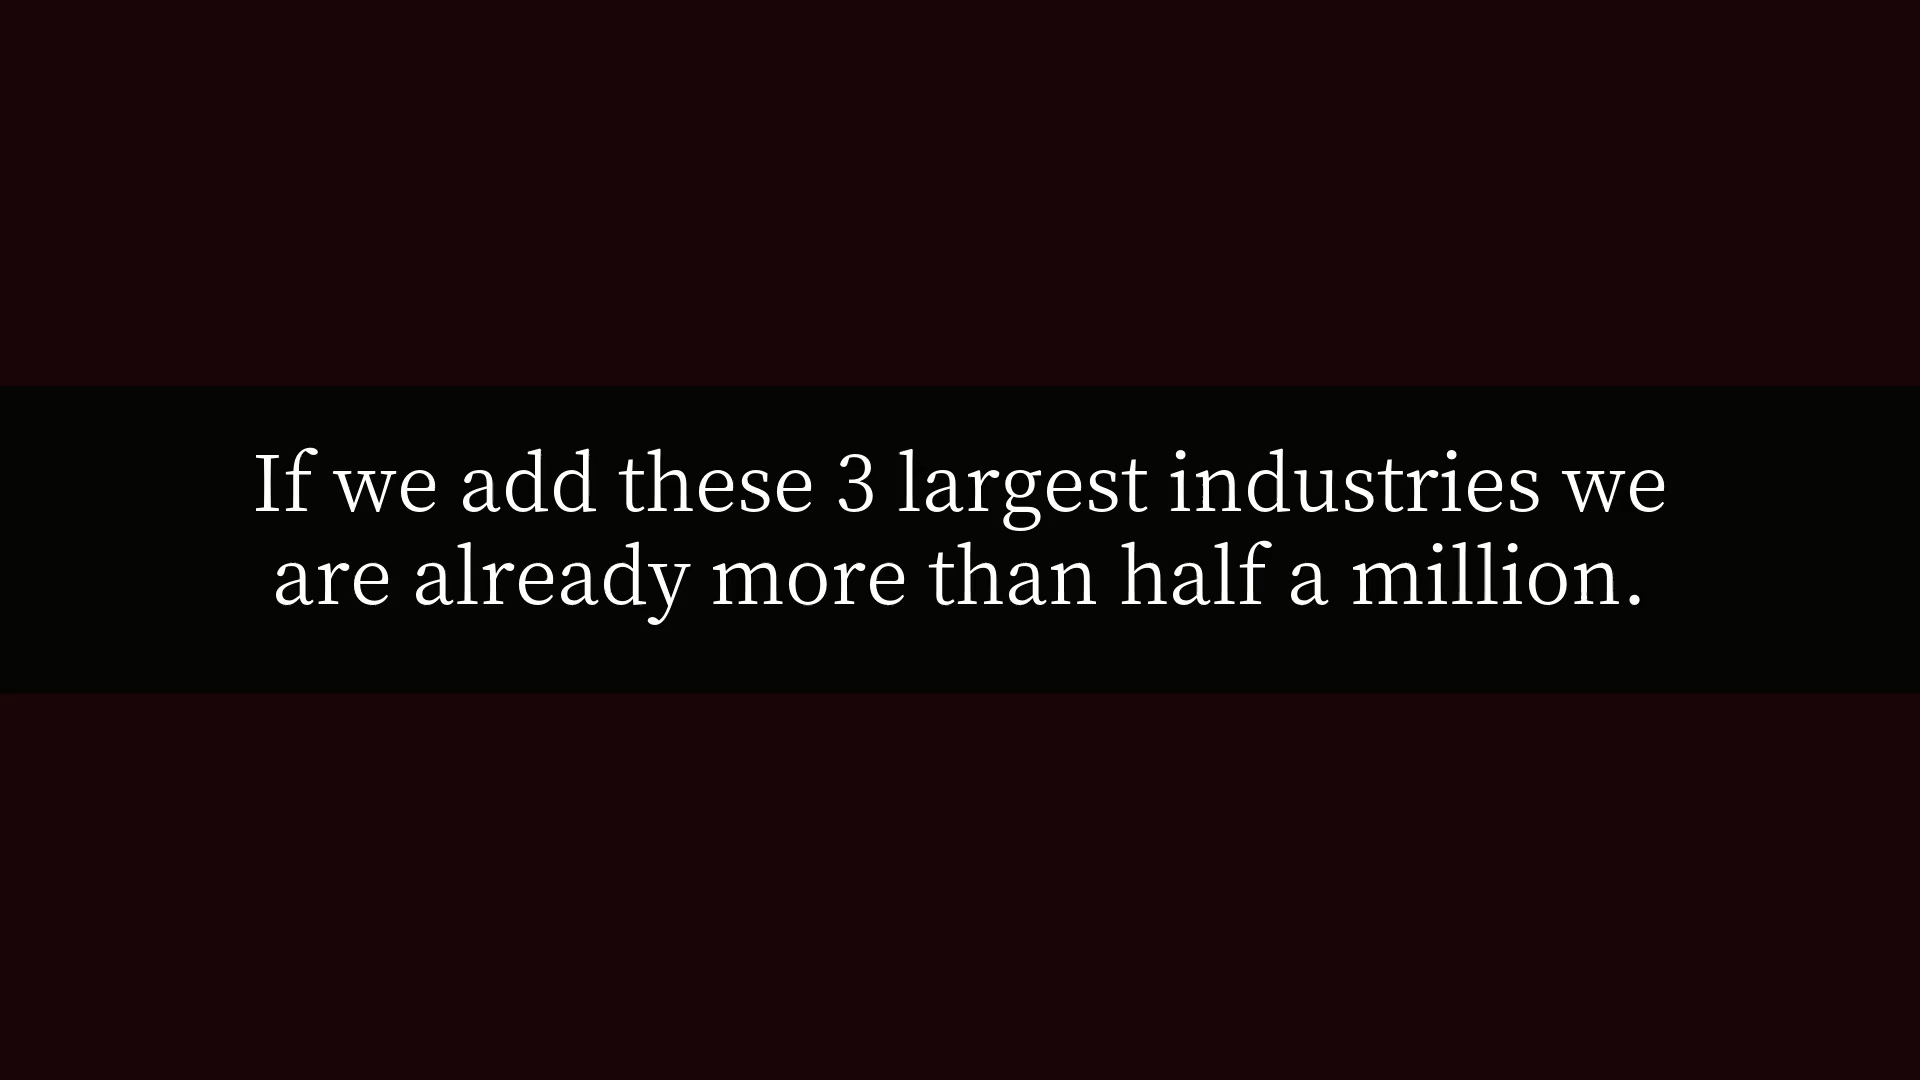 If we add these 3 largest industries we
are already more than half a million.